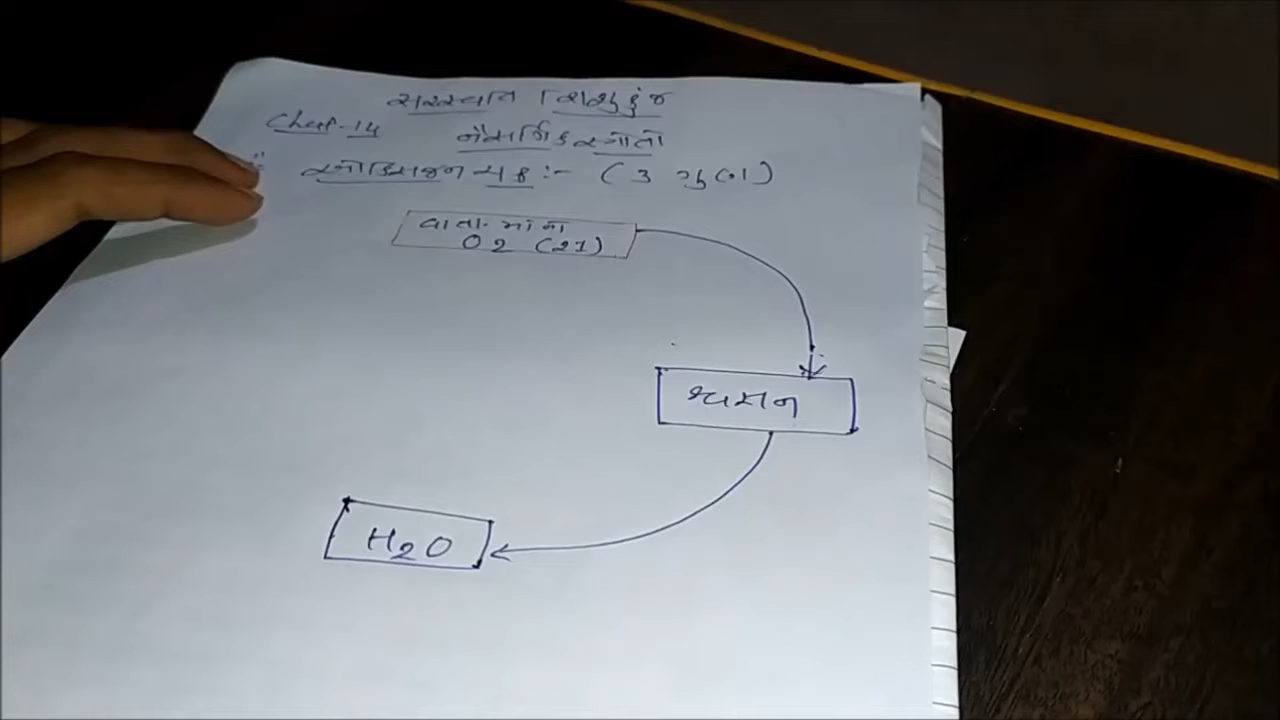 સરસ્વતિ શિશુકુંજ
Chap-14
નૈસર્ગિક સ્ત્રોતો
ઓક્સિજન ચક્ર :- (3 ગુણ)
વાતા.માંના
O2 (21)
શ્વસન
H2O